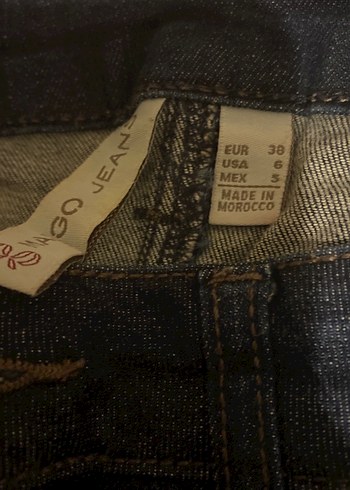 MANGO JEANS
EUR 38
USA 6
MEX 5
MADE IN
MOROCCO